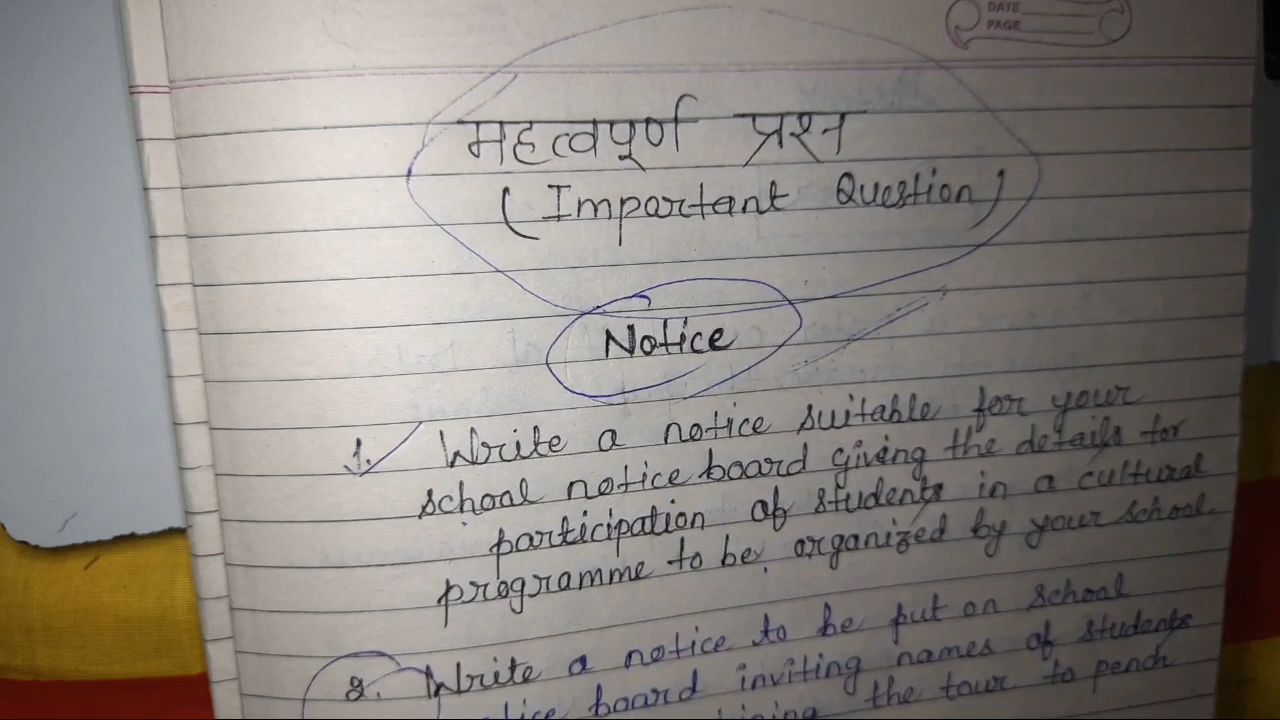 DATE
PAGE
महत्वपूर्ण प्रश्न
(Important Question)
Notice
1. Write a notice suitable for your
school notice board giving the details for
participation of students in a cultural
programme to be organized by your school.
2. Write a notice to be put on school
board inviting names of students
the tour to pench